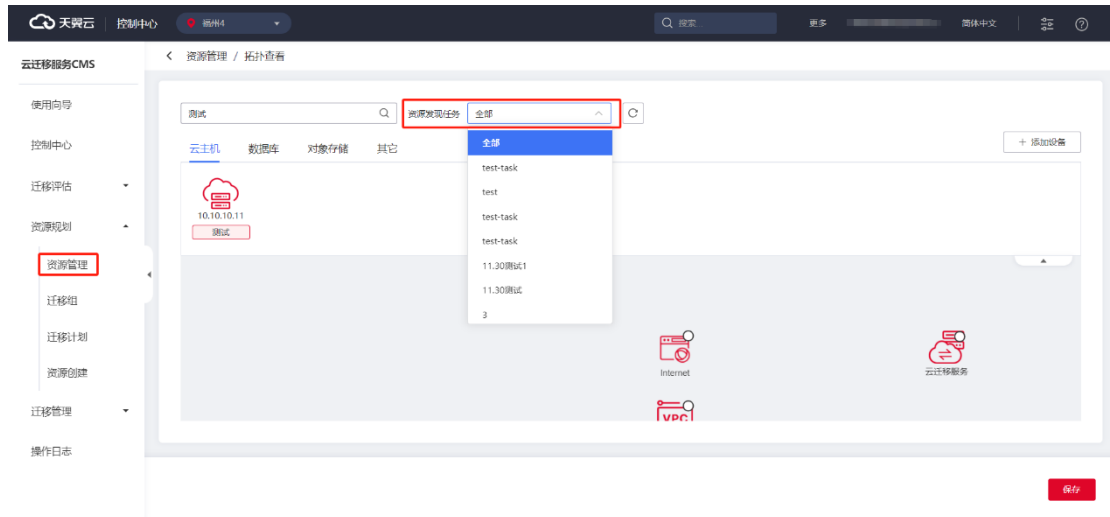 天翼云 控制中心 福州4 搜索... 更多 简体中文
云迁移服务CMS
资源管理 / 拓扑查看
使用向导
控制中心
迁移评估
资源规划
资源管理
迁移组
迁移计划
资源创建
迁移管理
操作日志
测试 资源发现任务 全部
云主机 数据库 对象存储 其它 + 添加设备
全部
test-task
test
test-task
test-task
11.30测试1
11.30测试
3
10.10.10.11
测试
Internet 云迁移服务
VPC
保存